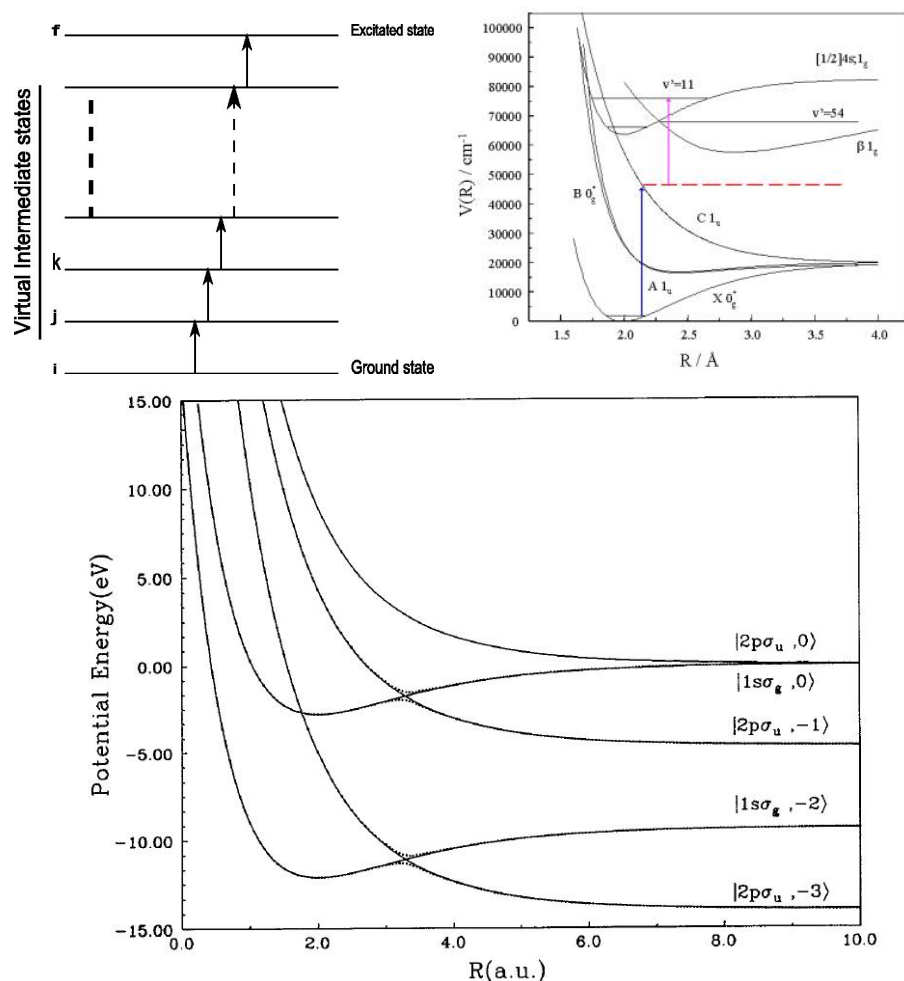 f
Excitated state
Virtual Intermediate states
k
j
i
Ground state
V(R) / cm⁻¹
100000
90000
80000
70000
60000
50000
40000
30000
20000
10000
0
[1/2]4s;1g
v'=11
v'=54
β 1g
B 0g+
C 1u
A 1u
X 0g+
1.5
2.0
2.5
3.0
3.5
4.0
R / Å
Potential Energy(eV)
15.00
10.00
5.00
0.00
−5.00
−10.00
−15.00
|2pσu ,0⟩
|1sσg ,0⟩
|2pσu ,−1⟩
|1sσg ,−2⟩
|2pσu ,−3⟩
0.0
2.0
4.0
6.0
8.0
10.0
R(a.u.)